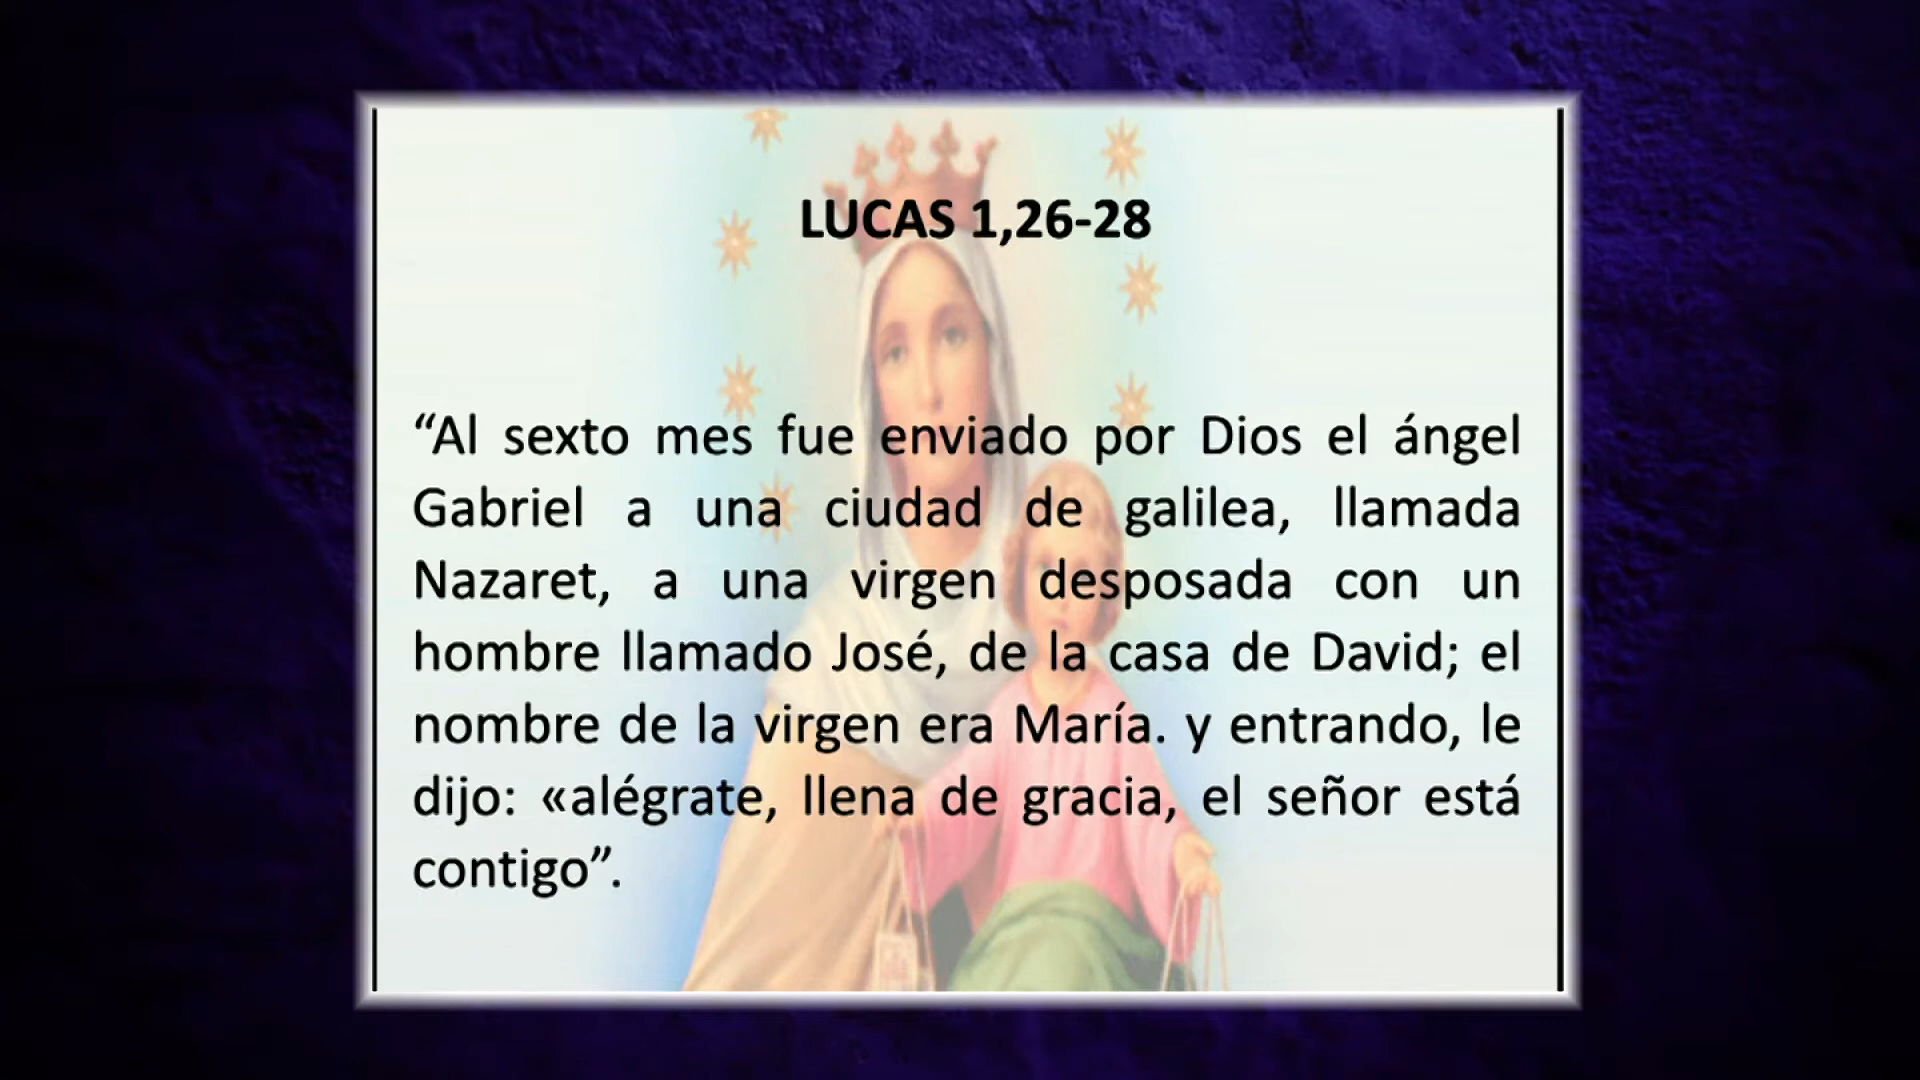 LUCAS 1,26-28
“Al sexto mes fue enviado por Dios el ángel
Gabriel a una ciudad de galilea, llamada
Nazaret, a una virgen desposada con un
hombre llamado José, de la casa de David; el
nombre de la virgen era María. y entrando, le
dijo: «alégrate, llena de gracia, el señor está
contigo”.